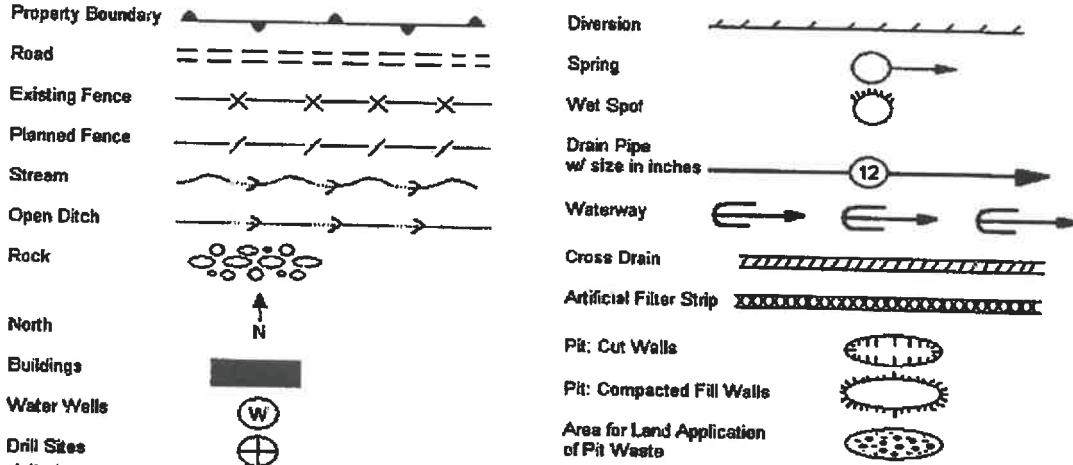 Property Boundary
Road
Existing Fence
Planned Fence
Stream
Open Ditch
Rock
North
N
Buildings
Water Wells
W
Drill Sites
Diversion
Spring
Wet Spot
Drain Pipe
w/ size in inches
12
Waterway
Cross Drain
Artificial Filter Strip
Pit: Cut Walls
Pit: Compacted Fill Walls
Area for Land Application
of Pit Waste